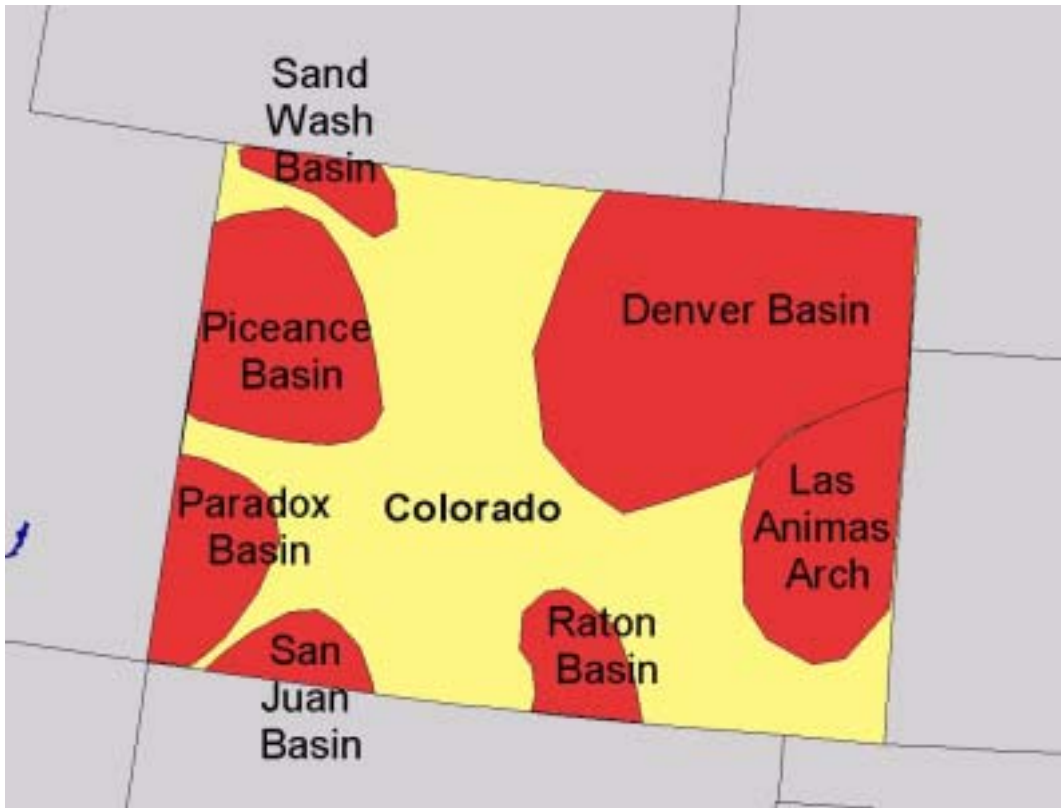 Sand
Wash
Basin
Denver Basin
Piceance
Basin
Las
Animas
Arch
Paradox
Basin
Colorado
Raton
Basin
San
Juan
Basin